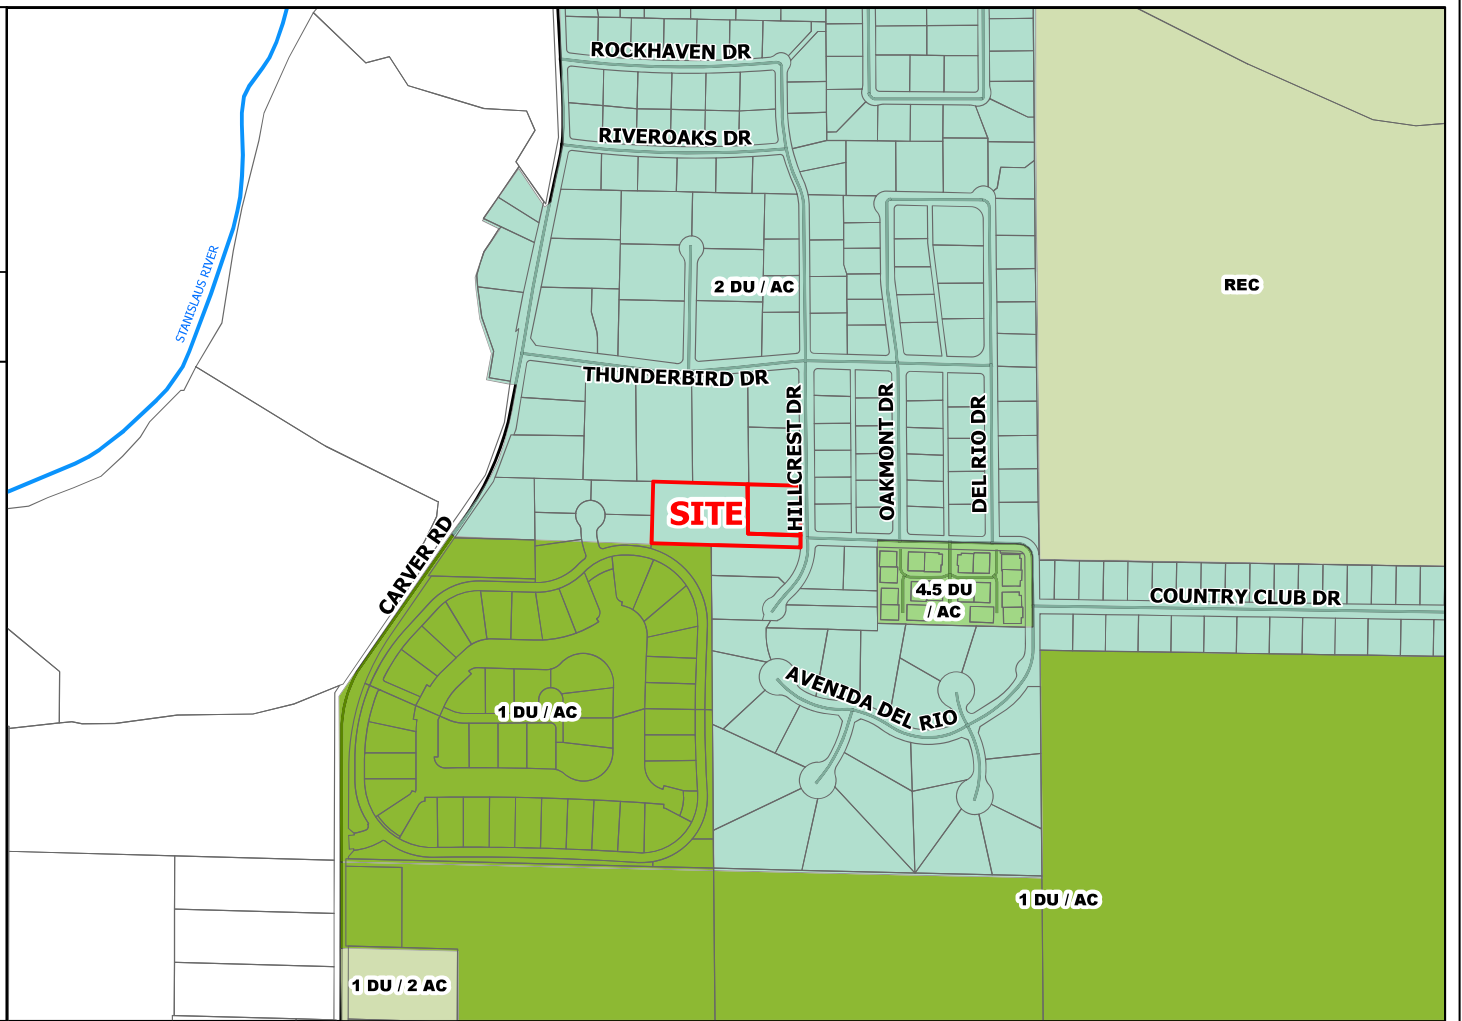 ROCKHAVEN DR
RIVEROAKS DR
STANISLAUS RIVER
2 DU / AC
REC
THUNDERBIRD DR
HILLCREST DR
OAKMONT DR
DEL RIO DR
SITE
CARVER RD
4.5 DU
/ AC
COUNTRY CLUB DR
AVENIDA DEL RIO
1 DU / AC
1 DU / AC
1 DU / 2 AC